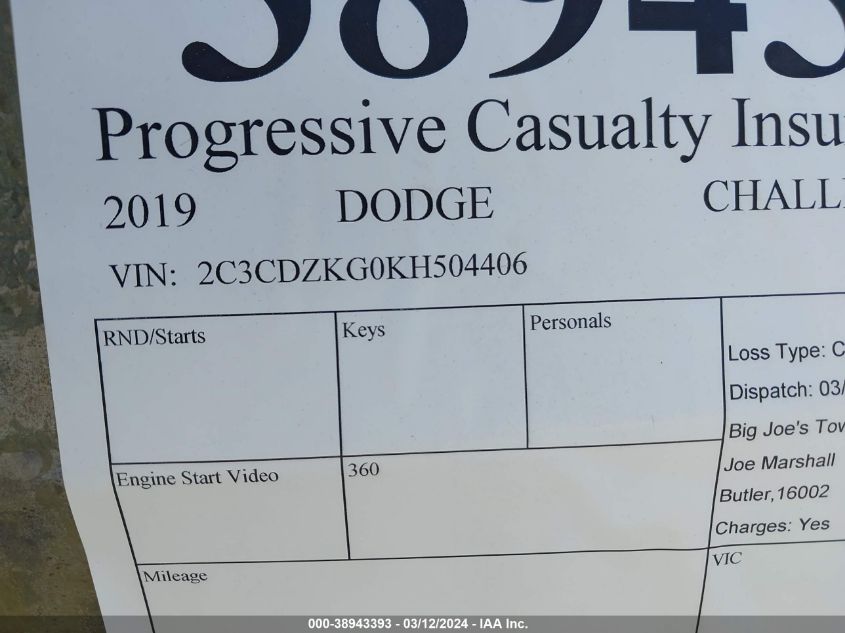 Progressive Casualty Insu
2019 DODGE CHALL
VIN: 2C3CDZKG0KH504406
RND/Starts Keys Personals
Loss Type: C
Dispatch: 03/
Big Joe's Tow
Joe Marshall
Butler,16002
Charges: Yes
Engine Start Video 360
Mileage VIC
000-38943393 - 03/12/2024 - IAA Inc.